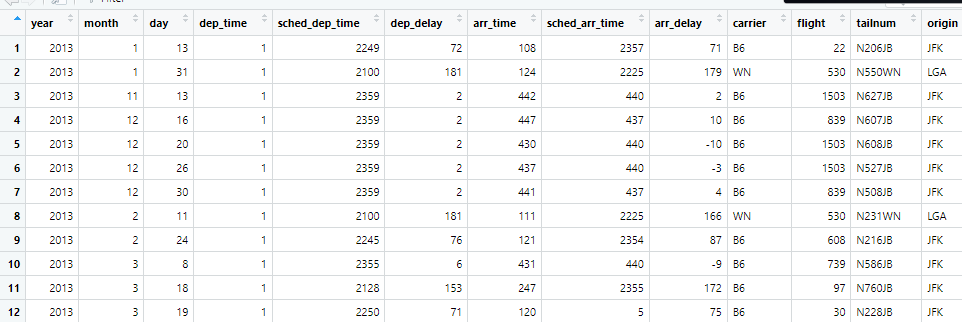 year month day dep_time sched_dep_time dep_delay arr_time sched_arr_time arr_delay carrier flight tailnum origin
1 2013 1 13 1 2249 72 108 2357 71 B6 22 N206JB JFK
2 2013 1 31 1 2100 181 124 2225 179 WN 530 N550WN LGA
3 2013 11 13 1 2359 2 442 440 2 B6 1503 N627JB JFK
4 2013 12 16 1 2359 2 447 437 10 B6 839 N607JB JFK
5 2013 12 20 1 2359 2 430 440 -10 B6 1503 N608JB JFK
6 2013 12 26 1 2359 2 437 440 -3 B6 1503 N527JB JFK
7 2013 12 30 1 2359 2 441 437 4 B6 839 N508JB JFK
8 2013 2 11 1 2100 181 111 2225 166 WN 530 N231WN LGA
9 2013 2 24 1 2245 76 121 2354 87 B6 608 N216JB JFK
10 2013 3 8 1 2355 6 431 440 -9 B6 739 N586JB JFK
11 2013 3 18 1 2128 153 247 2355 172 B6 97 N760JB JFK
12 2013 3 19 1 2250 71 120 5 75 B6 30 N228JB JFK